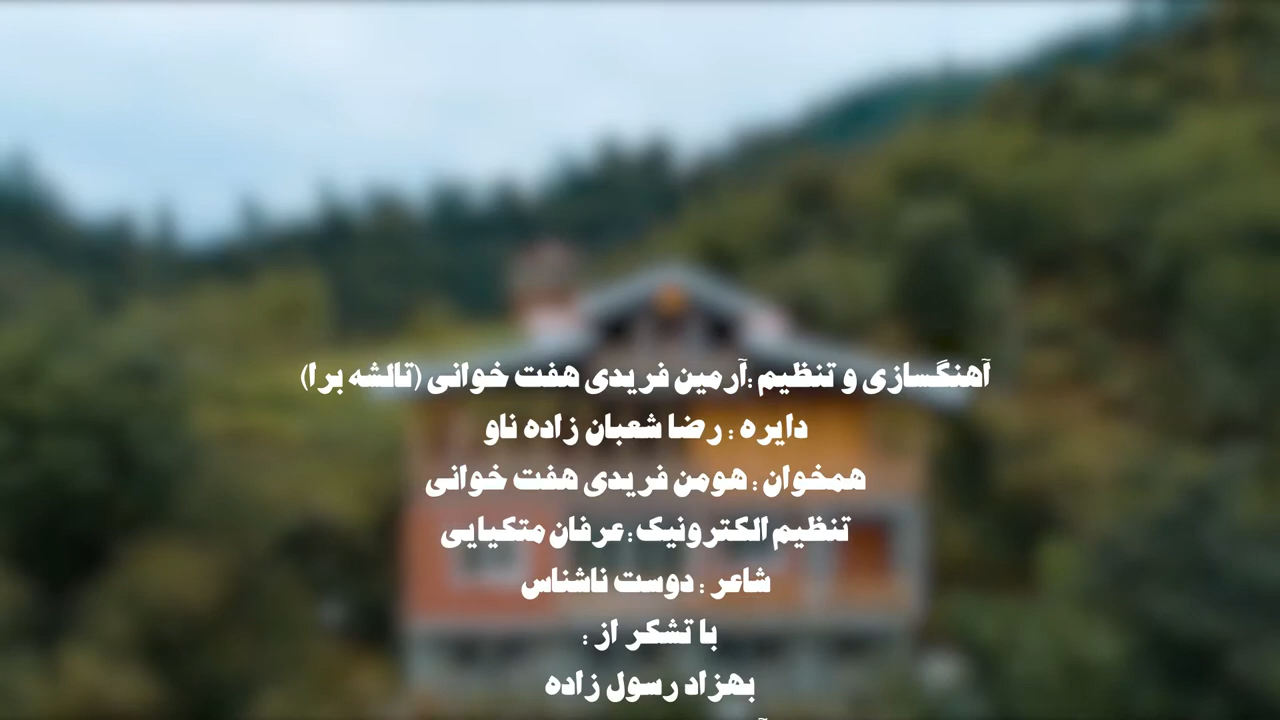 آهنگسازی و تنظیم :آرمین فریدی هفت خوانی (تالشه برا)
دایره : رضا شعبان زاده ناو
همخوان : هومن فریدی هفت خوانی
تنظیم الکترونیک : عرفان متکیایی
شاعر : دوست ناشناس
با تشکر از :
بهزاد رسول زاده